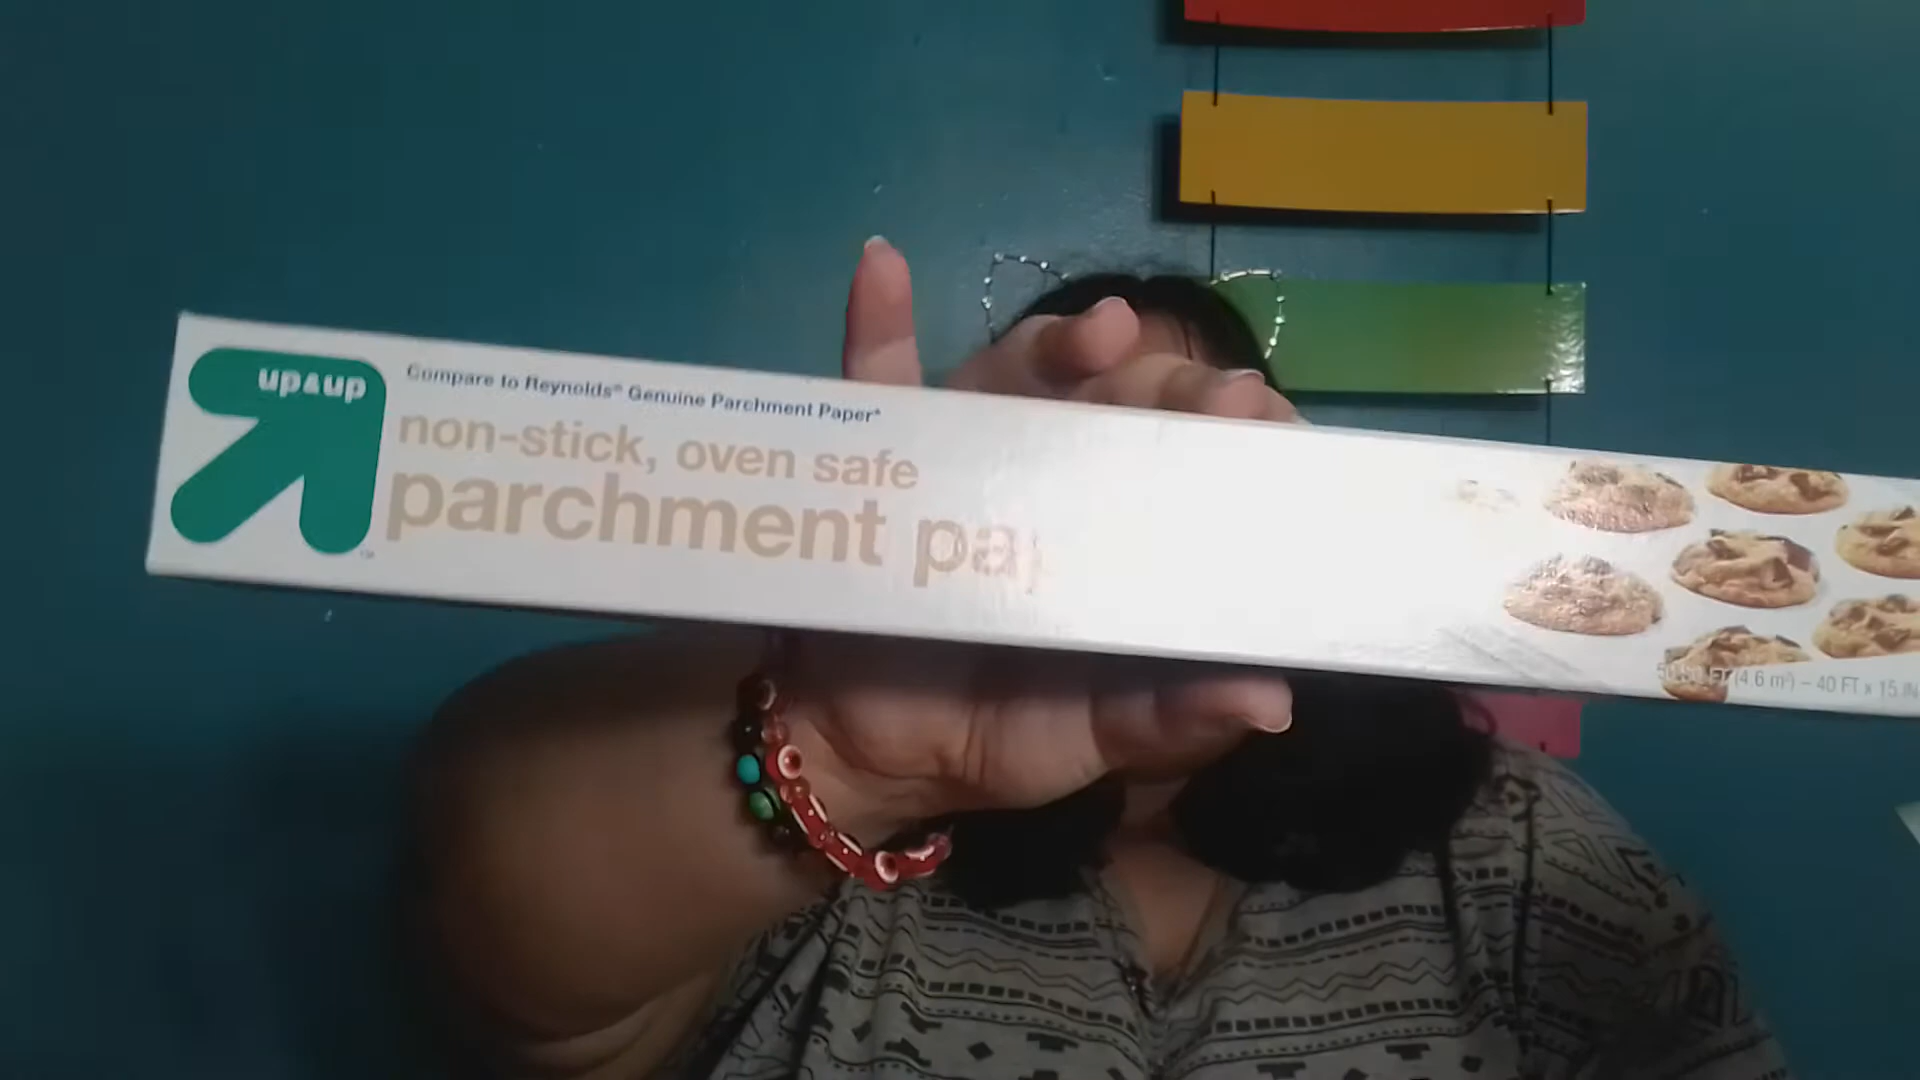 up&up
Compare to Reynolds® Genuine Parchment Paper*
non-stick, oven safe
parchment
(4.6 m²) – 40 FT x 15 IN